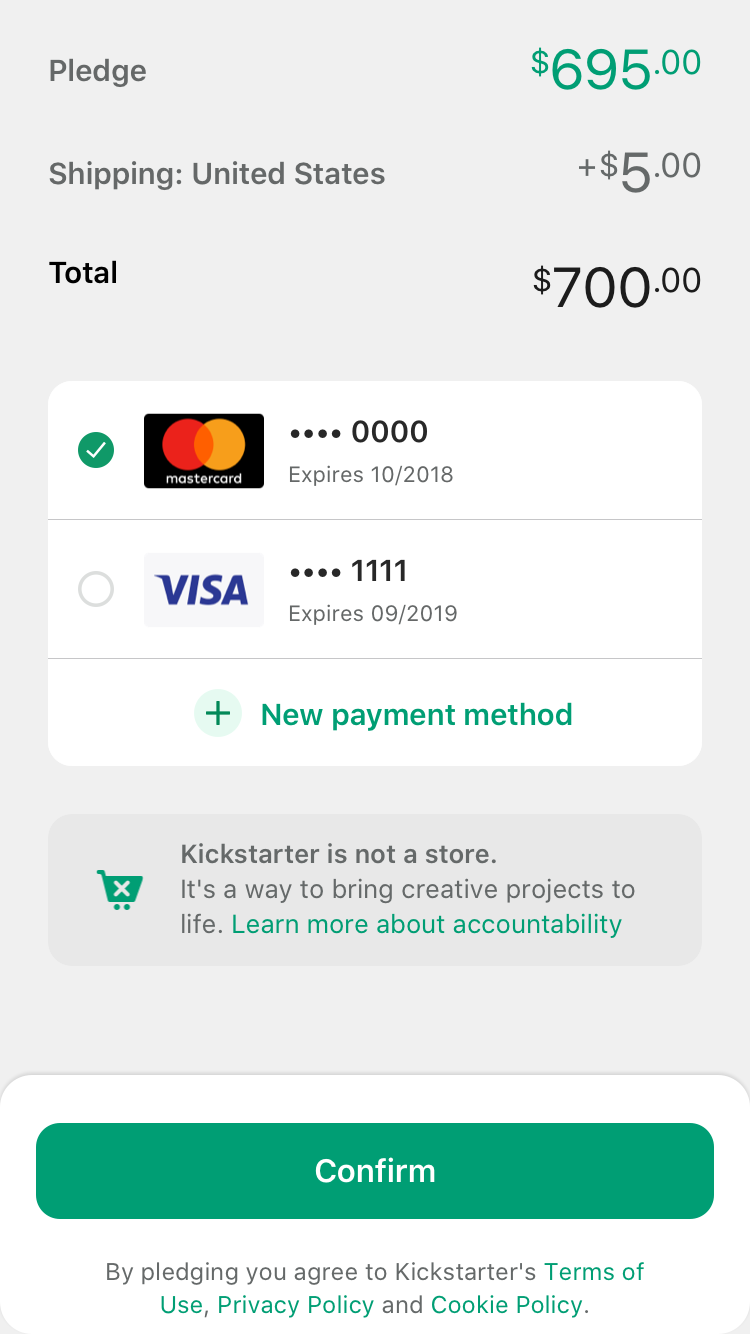 Pledge $695.00
Shipping: United States +$5.00
Total $700.00
mastercard
•••• 0000
Expires 10/2018
VISA
•••• 1111
Expires 09/2019
New payment method
Kickstarter is not a store.
It's a way to bring creative projects to
life. Learn more about accountability
Confirm
By pledging you agree to Kickstarter's Terms of
Use, Privacy Policy and Cookie Policy.